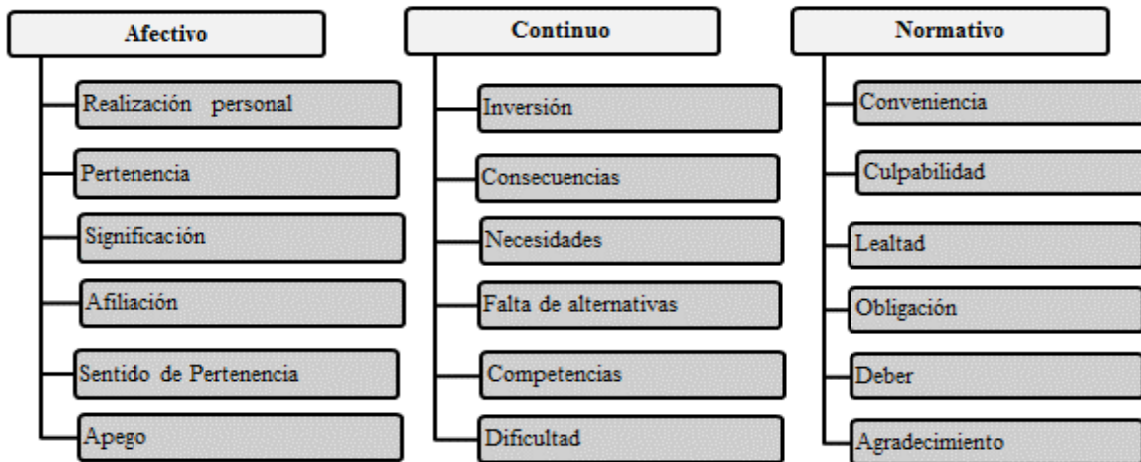 Afectivo
Realización personal
Pertenencia
Significación
Afiliación
Sentido de Pertenencia
Apego
Continuo
Inversión
Consecuencias
Necesidades
Falta de alternativas
Competencias
Dificultad
Normativo
Conveniencia
Culpabilidad
Lealtad
Obligación
Deber
Agradecimiento